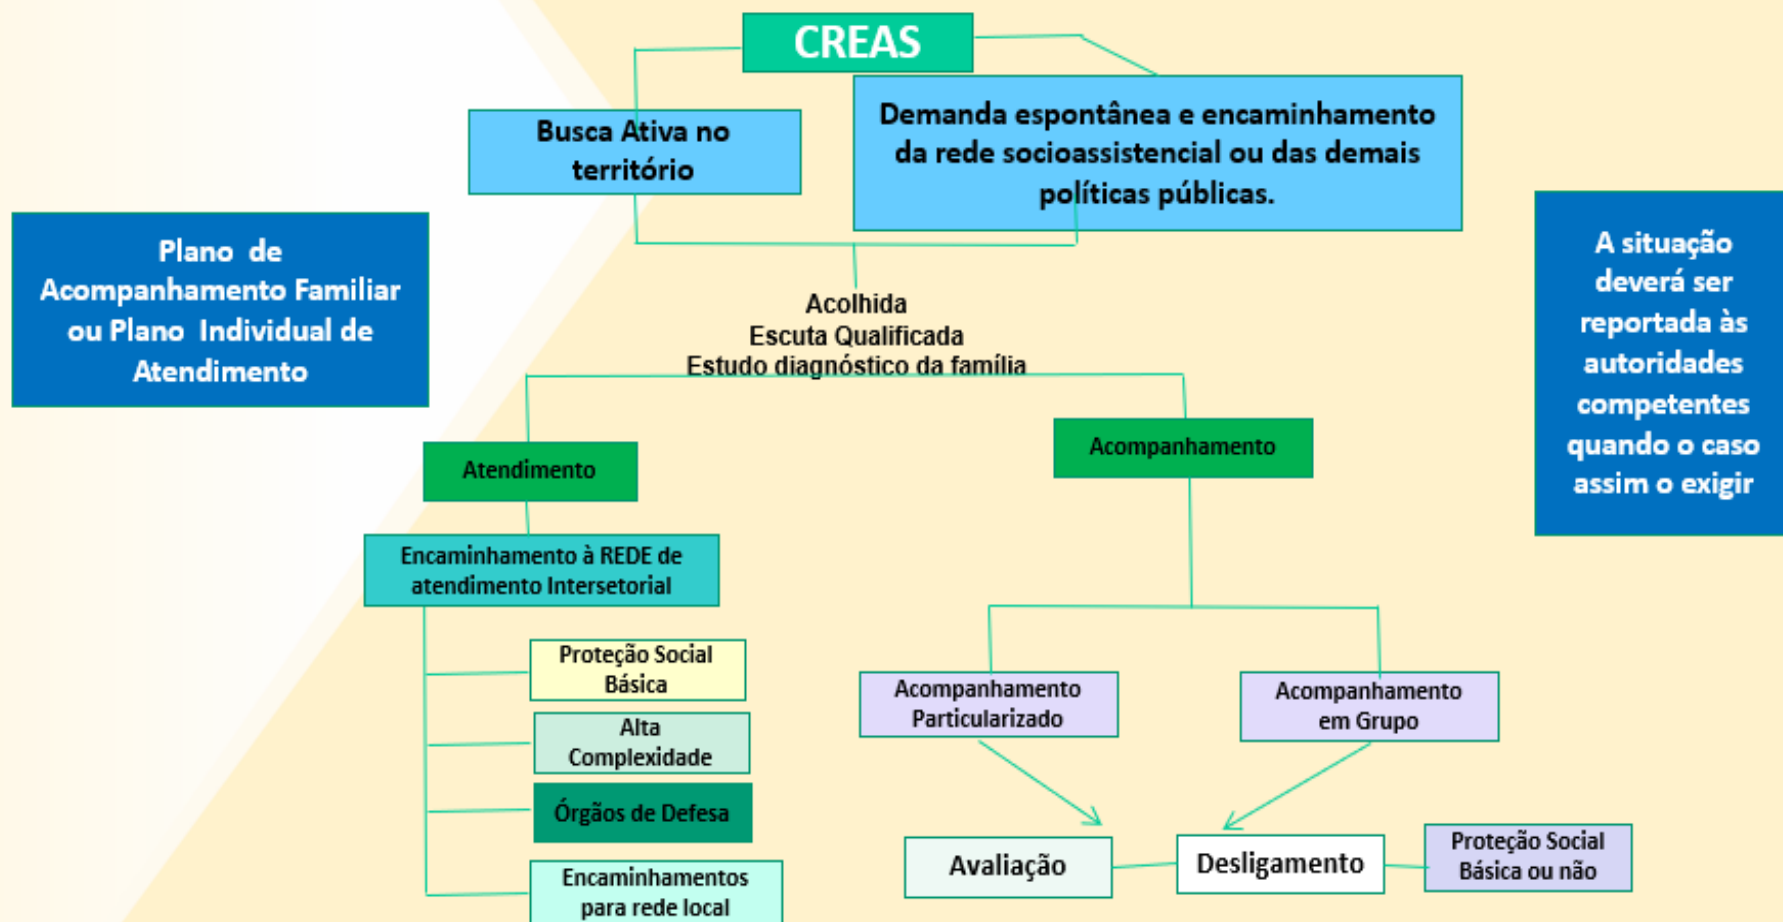 CREAS
Busca Ativa no
território
Demanda espontânea e encaminhamento
da rede socioassistencial ou das demais
políticas públicas.
Plano de
Acompanhamento Familiar
ou Plano Individual de
Atendimento
A situação
deverá ser
reportada às
autoridades
competentes
quando o caso
assim o exigir
Acolhida
Escuta Qualificada
Estudo diagnóstico da família
Atendimento
Acompanhamento
Encaminhamento à REDE de
atendimento Intersetorial
Proteção Social
Básica
Alta
Complexidade
Órgãos de Defesa
Encaminhamentos
para rede local
Acompanhamento
Particularizado
Acompanhamento
em Grupo
Avaliação
Desligamento
Proteção Social
Básica ou não